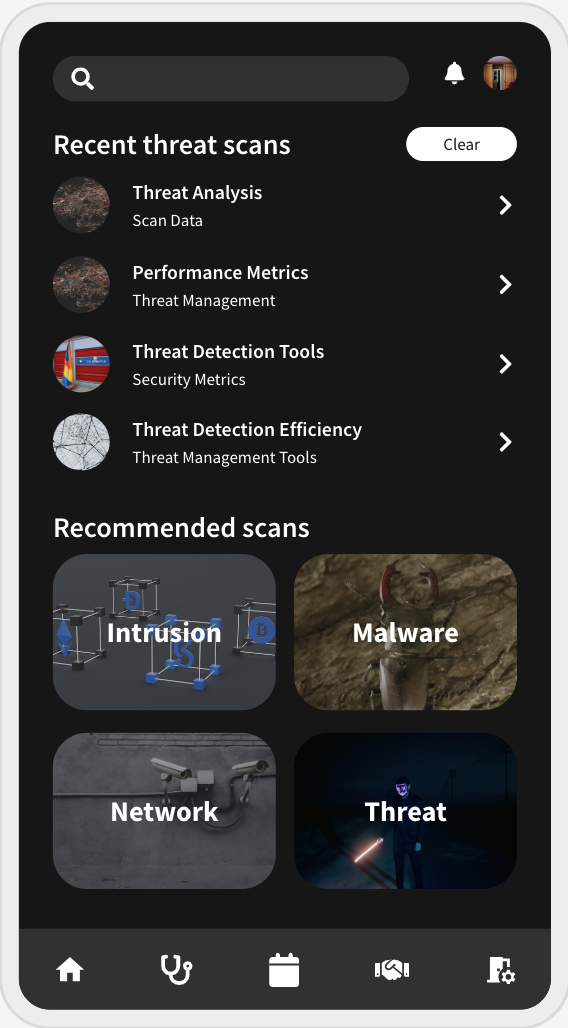 Recent threat scans
Clear
Threat Analysis
Scan Data
Performance Metrics
Threat Management
Threat Detection Tools
Security Metrics
Threat Detection Efficiency
Threat Management Tools
Recommended scans
Intrusion
Malware
Network
Threat